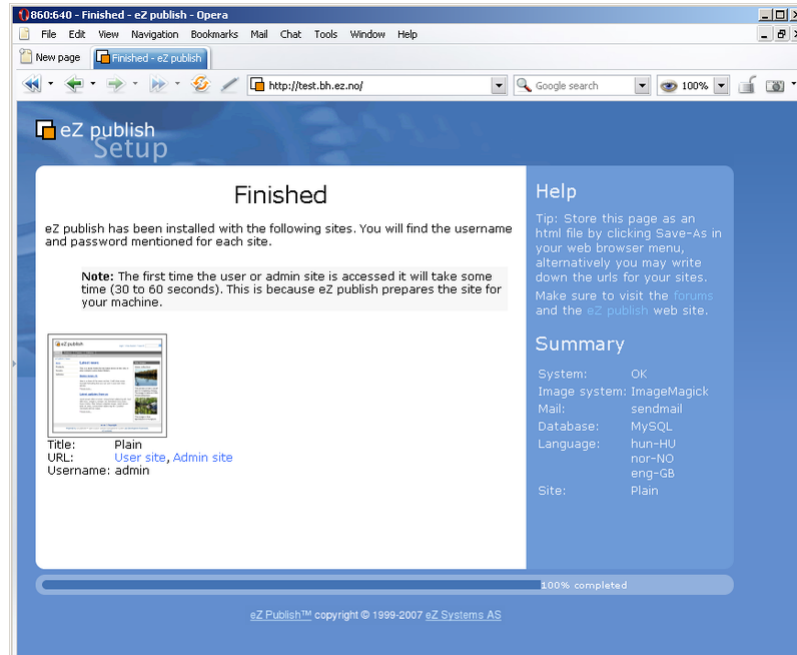 860:640 - Finished - eZ publish - Opera
File Edit View Navigation Bookmarks Mail Chat Tools Window Help
New page Finished - eZ publish
http://test.bh.ez.no/ Google search 100%
eZ publish
Setup
Finished
eZ publish has been installed with the following sites. You will find the username
and password mentioned for each site.
Note: The first time the user or admin site is accessed it will take some
time (30 to 60 seconds). This is because eZ publish prepares the site for
your machine.
eZ publish
Latest news
Title: Plain
URL: User site, Admin site
Username: admin
Help
Tip: Store this page as an
html file by clicking Save-As in
your web browser menu,
alternatively you may write
down the urls for your sites.
Make sure to visit the forums
and the eZ publish web site.
Summary
System: OK
Image system: ImageMagick
Mail: sendmail
Database: MySQL
Language: hun-HU
nor-NO
eng-GB
Site: Plain
100% completed
eZ Publish™ copyright © 1999-2007 eZ Systems AS